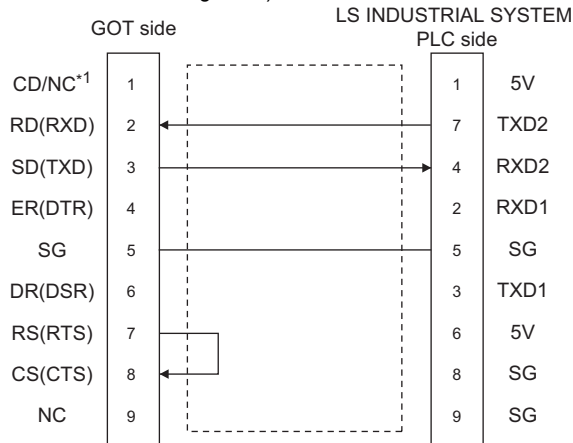 GOT side
LS INDUSTRIAL SYSTEM
PLC side
CD/NC*1 1 1 5V
RD(RXD) 2 7 TXD2
SD(TXD) 3 4 RXD2
ER(DTR) 4 2 RXD1
SG 5 5 SG
DR(DSR) 6 3 TXD1
RS(RTS) 7 6 5V
CS(CTS) 8 8 SG
NC 9 9 SG